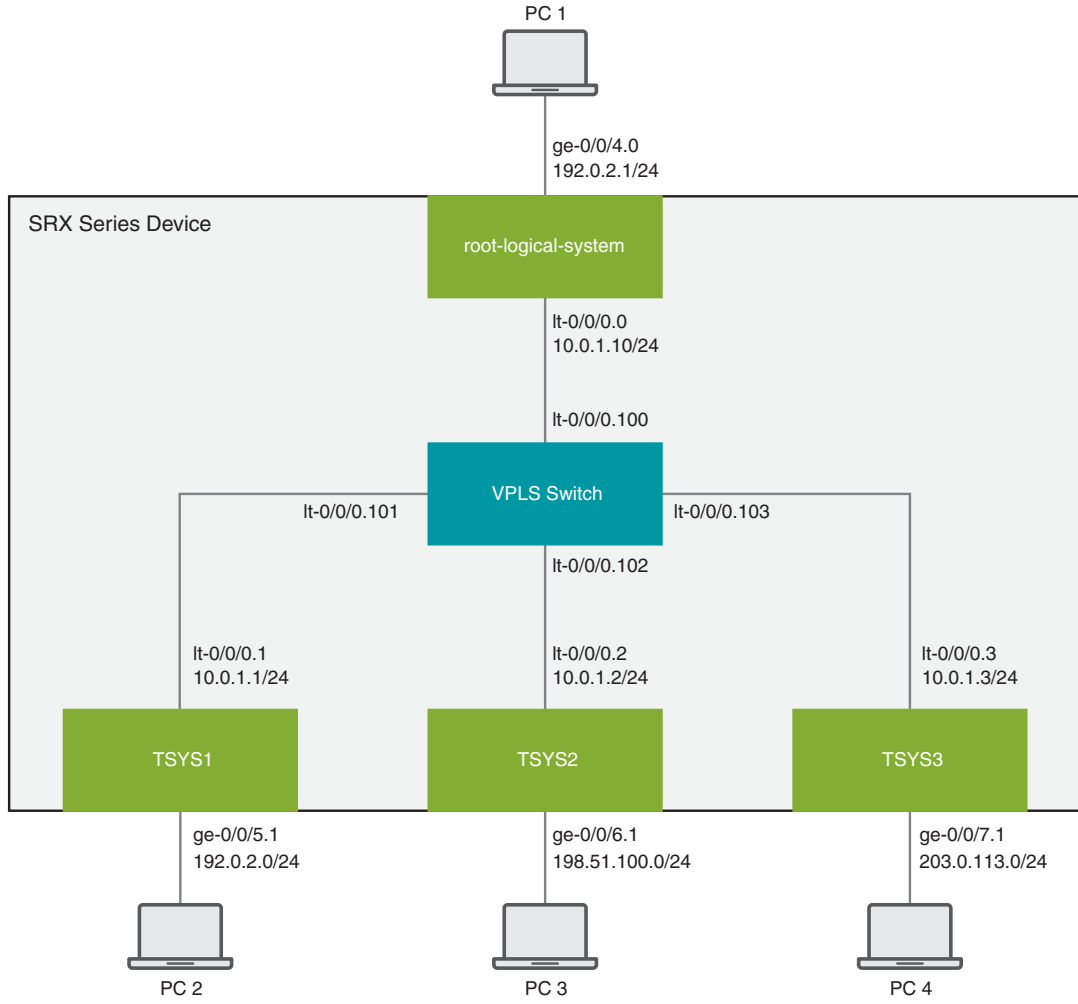 PC 1
ge-0/0/4.0
192.0.2.1/24
SRX Series Device
root-logical-system
lt-0/0/0.0
10.0.1.10/24
lt-0/0/0.100
VPLS Switch
lt-0/0/0.101
lt-0/0/0.103
lt-0/0/0.102
lt-0/0/0.1
10.0.1.1/24
lt-0/0/0.2
10.0.1.2/24
lt-0/0/0.3
10.0.1.3/24
TSYS1
TSYS2
TSYS3
ge-0/0/5.1
192.0.2.0/24
ge-0/0/6.1
198.51.100.0/24
ge-0/0/7.1
203.0.113.0/24
PC 2
PC 3
PC 4